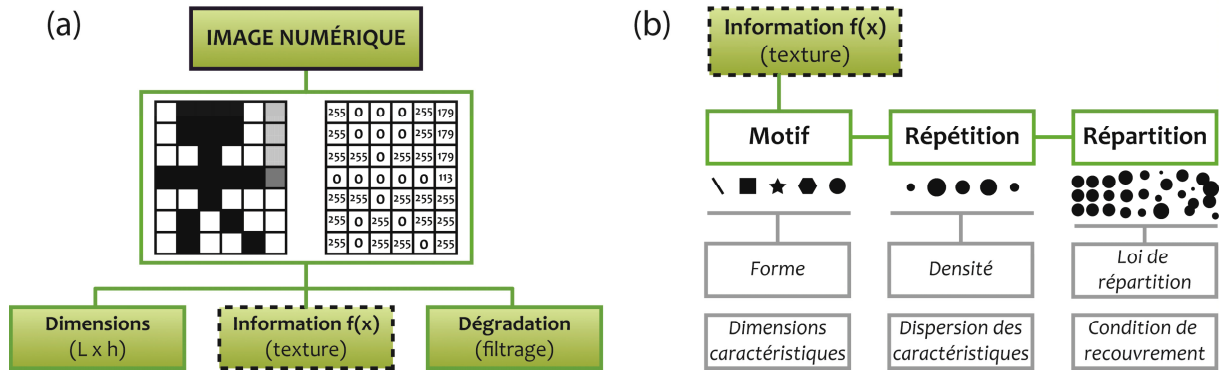 (a)
IMAGE NUMÉRIQUE
255 0 0 0 255 179
255 0 0 0 255 179
255 255 0 255 255 179
0 0 0 0 0 113
255 255 0 255 255 255
255 0 255 0 255 255
255 0 255 255 0 255
Dimensions
(L x h)
Information f(x)
(texture)
Dégradation
(filtrage)
(b)
Information f(x)
(texture)
Motif
Répétition
Répartition
Forme
Densité
Loi de
répartition
Dimensions
caractéristiques
Dispersion des
caractéristiques
Condition de
recouvrement